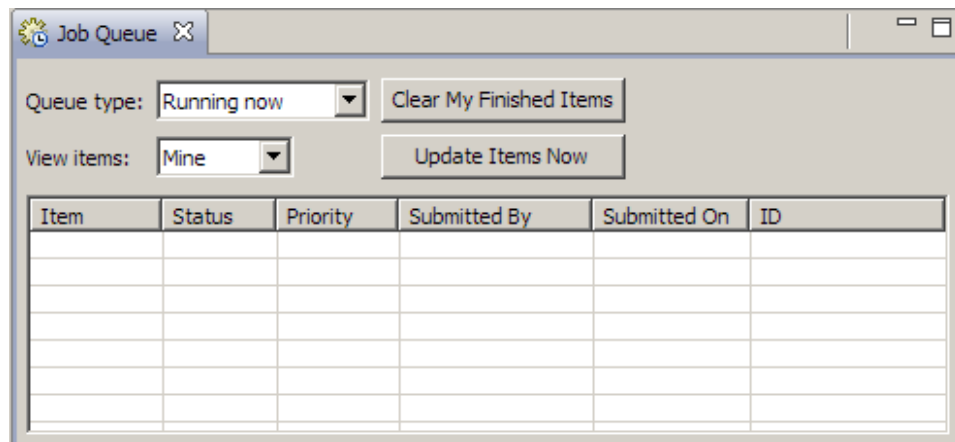 Job Queue
Queue type: Running now Clear My Finished Items
View items: Mine Update Items Now
Item Status Priority Submitted By Submitted On ID